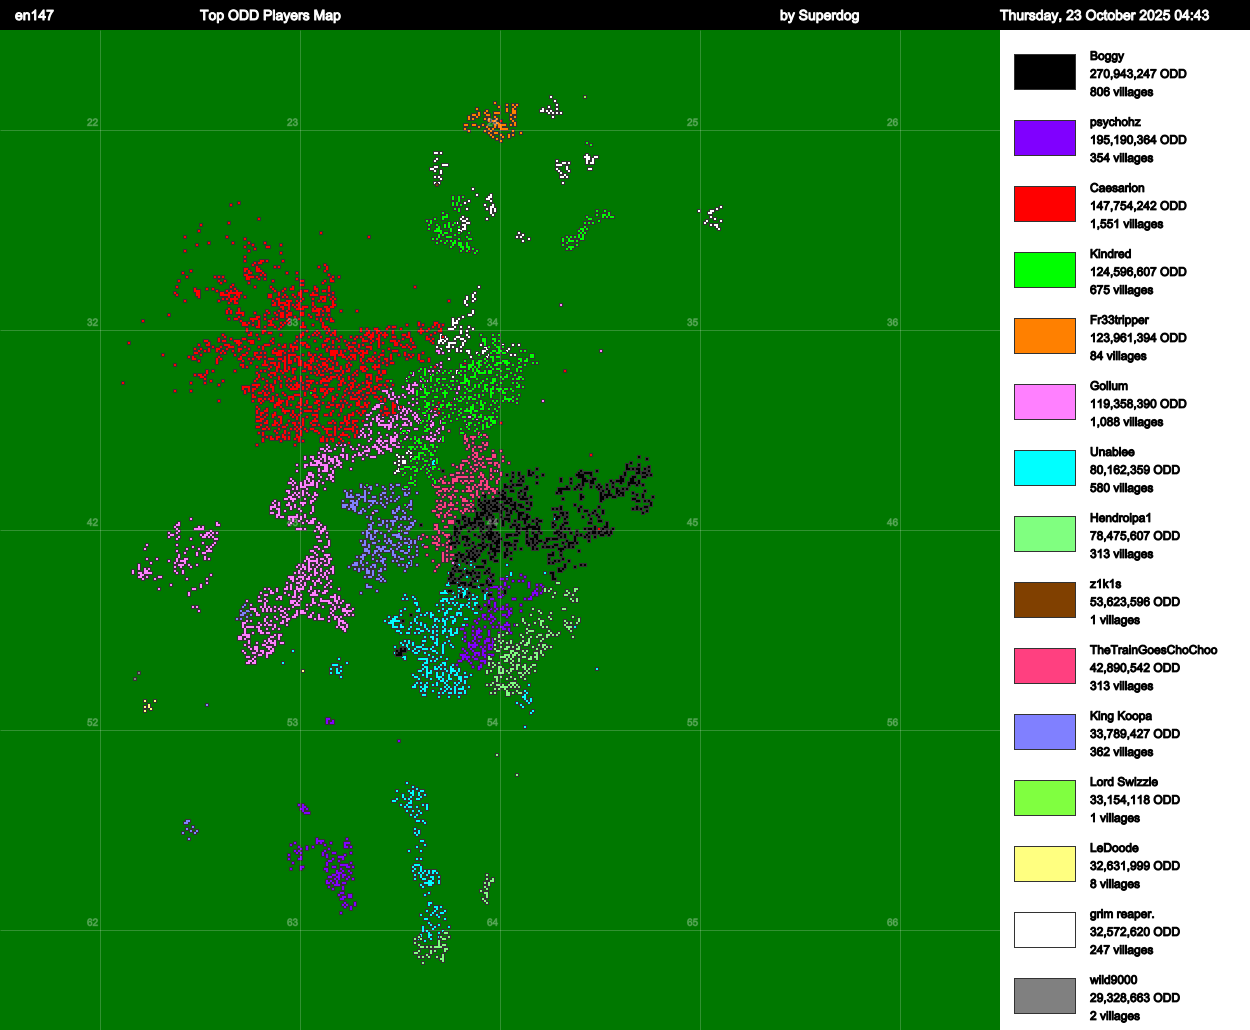 en147 Top ODD Players Map by Superdog Thursday, 23 October 2025 04:43
Boggy
270,943,247 ODD
806 villages
psychohz
195,190,364 ODD
354 villages
Caesarion
147,754,242 ODD
1,551 villages
Kindred
124,596,607 ODD
675 villages
Fr33tripper
123,961,394 ODD
84 villages
Gollum
119,358,390 ODD
1,088 villages
Unablee
80,162,359 ODD
580 villages
Hendroipa1
78,475,607 ODD
313 villages
z1k1s
53,623,596 ODD
1 villages
TheTrainGoesChoChoo
42,890,542 ODD
313 villages
King Koopa
33,789,427 ODD
362 villages
Lord Swizzle
33,154,118 ODD
1 villages
LeDoode
32,631,999 ODD
8 villages
grim reaper.
32,572,620 ODD
247 villages
wild9000
29,328,663 ODD
2 villages
22 23 25 26
32 33 34 35 36
42 44 45 46
52 53 54 55 56
62 63 64 65 66